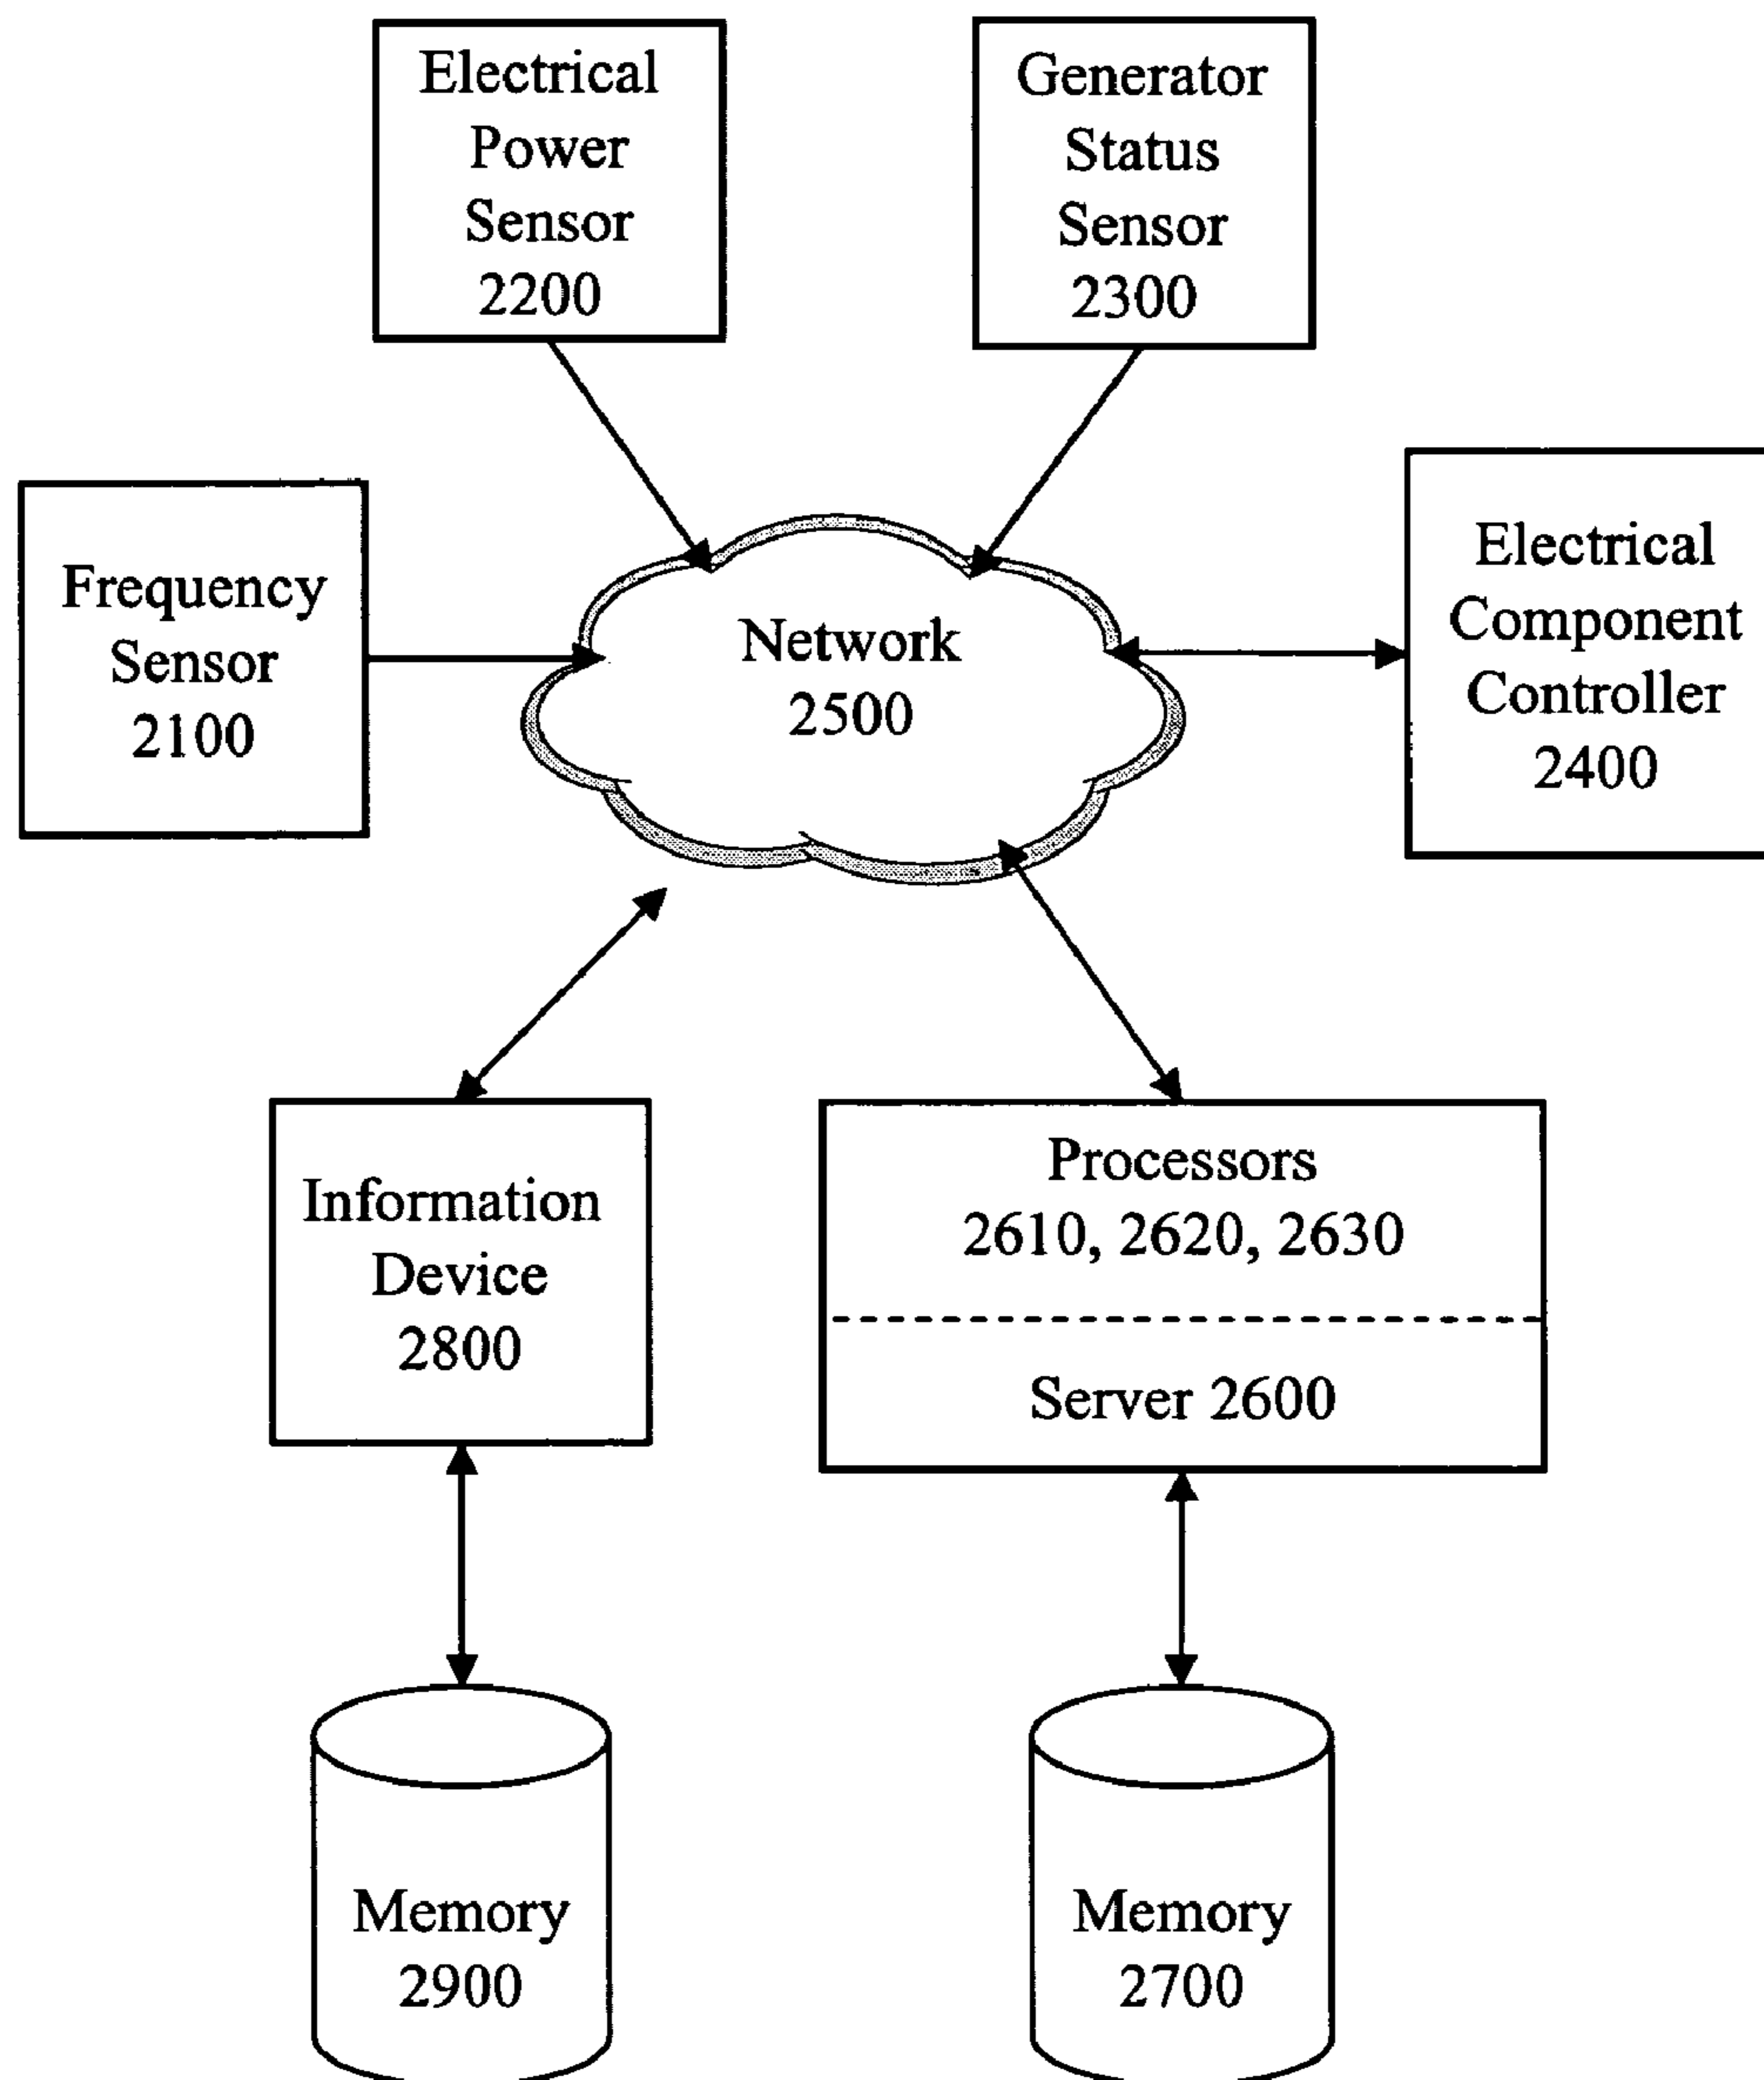 Electrical
Power
Sensor
2200
Generator
Status
Sensor
2300
Frequency
Sensor
2100
Network
2500
Electrical
Component
Controller
2400
Information
Device
2800
Processors
2610, 2620, 2630
Server 2600
Memory
2900
Memory
2700